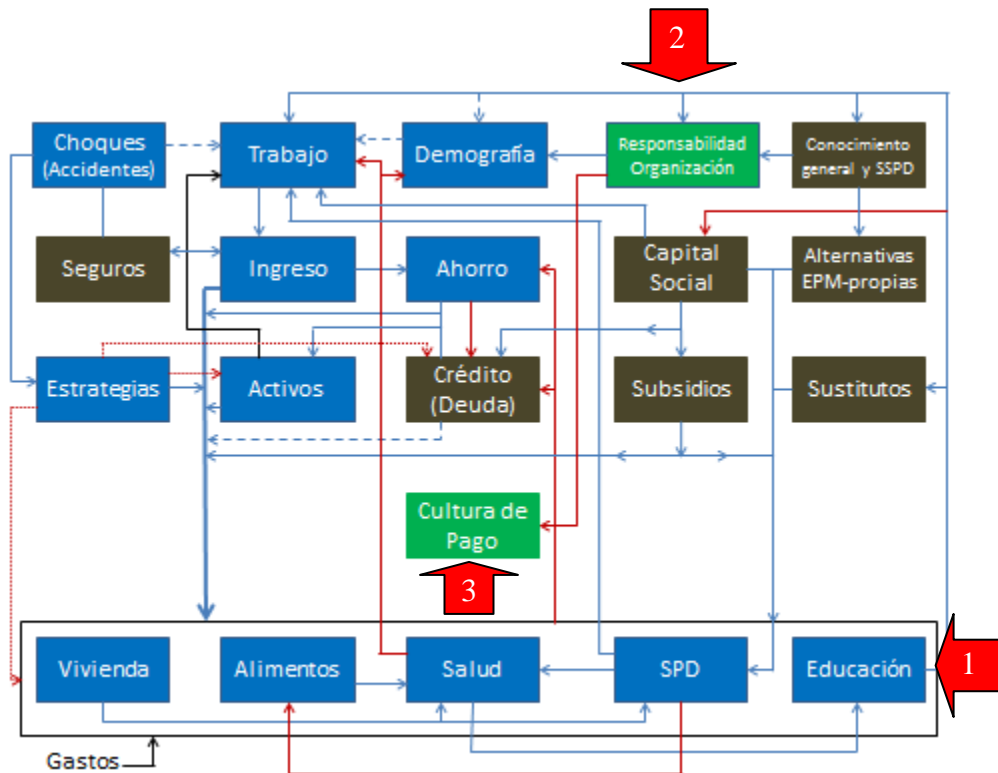 2
Choques
(Accidentes)
Trabajo
Demografía
Responsabilidad
Organización
Conocimiento
general y SSPD
Seguros
Ingreso
Ahorro
Capital
Social
Alternativas
EPM-propias
Estrategias
Activos
Crédito
(Deuda)
Subsidios
Sustitutos
Cultura de
Pago
3
Vivienda
Alimentos
Salud
SPD
Educación
1
Gastos